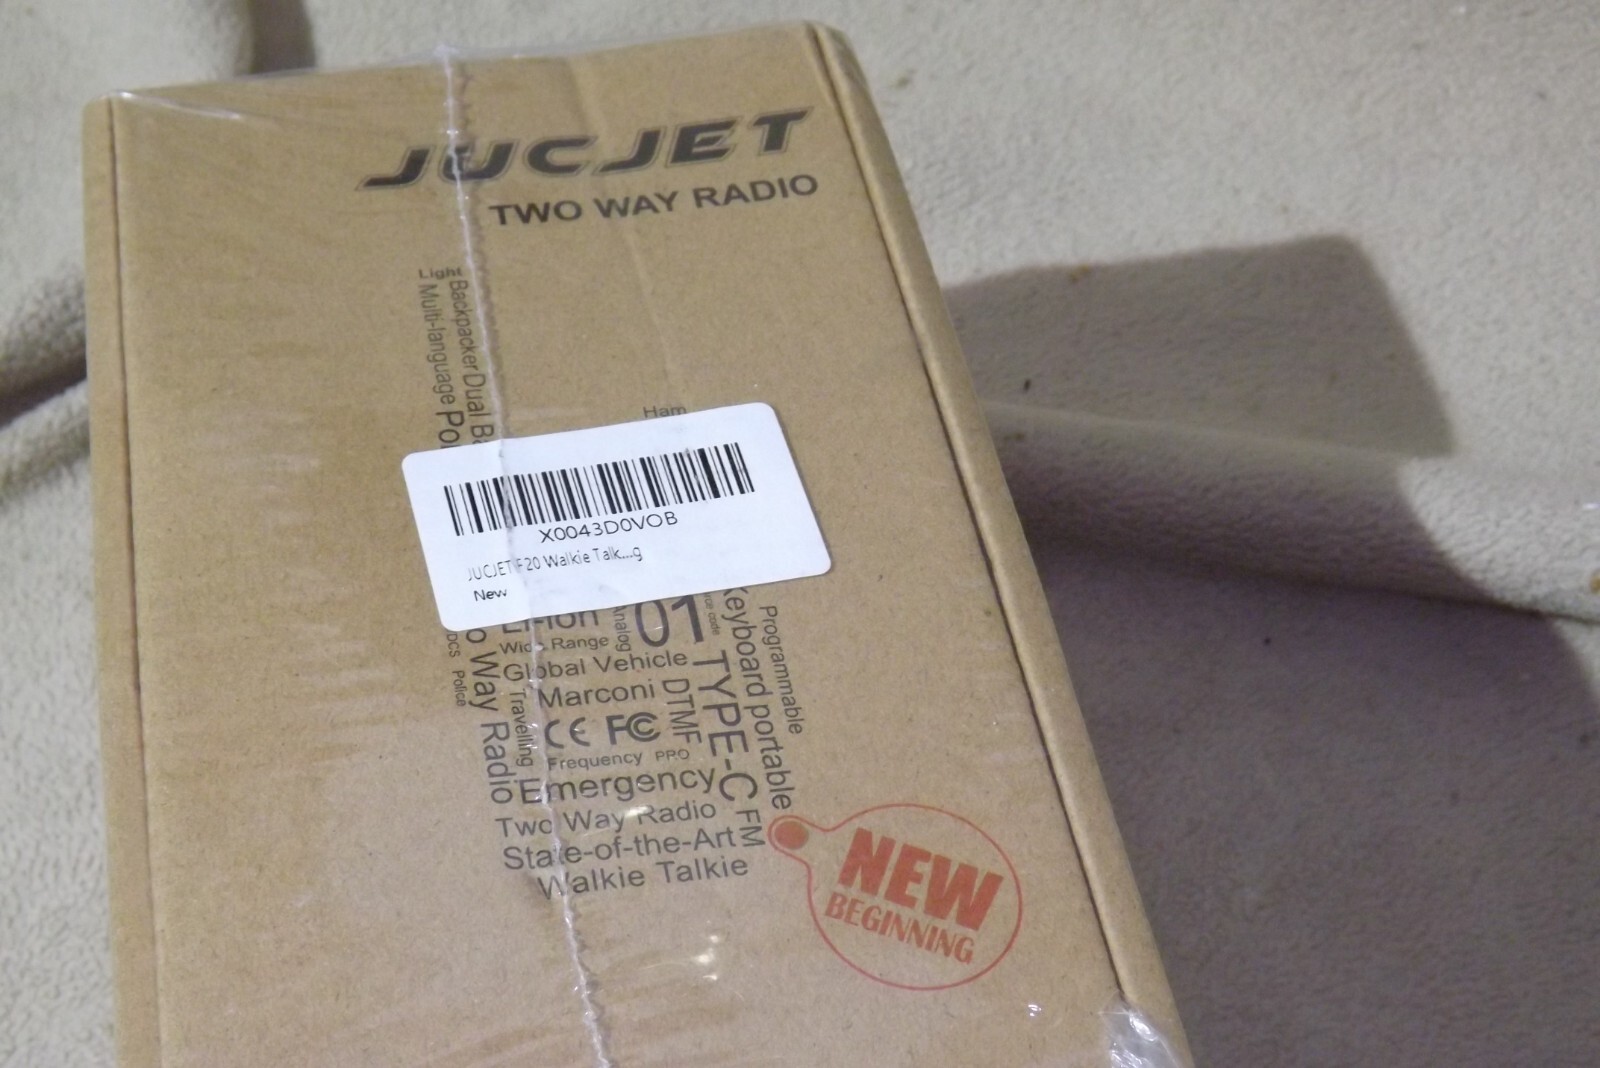 JUCJET
TWO WAY RADIO
Light
Backpacker Dual
Multi-language
Ham
X0043D0VOB
JUCJET F20 Walkie Talk....g
New
Li-ion
Analog
01
Keyboard portable
Programmable
Wide Range
DCS
Police
Way Radio
Global Vehicle
Travelling
Marconi
DTMF
TYPE-C
CE FC
Frequency PRO
Emergency
Two Way Radio
FM
State-of-the-Art
Walkie Talkie
NEW
BEGINNING